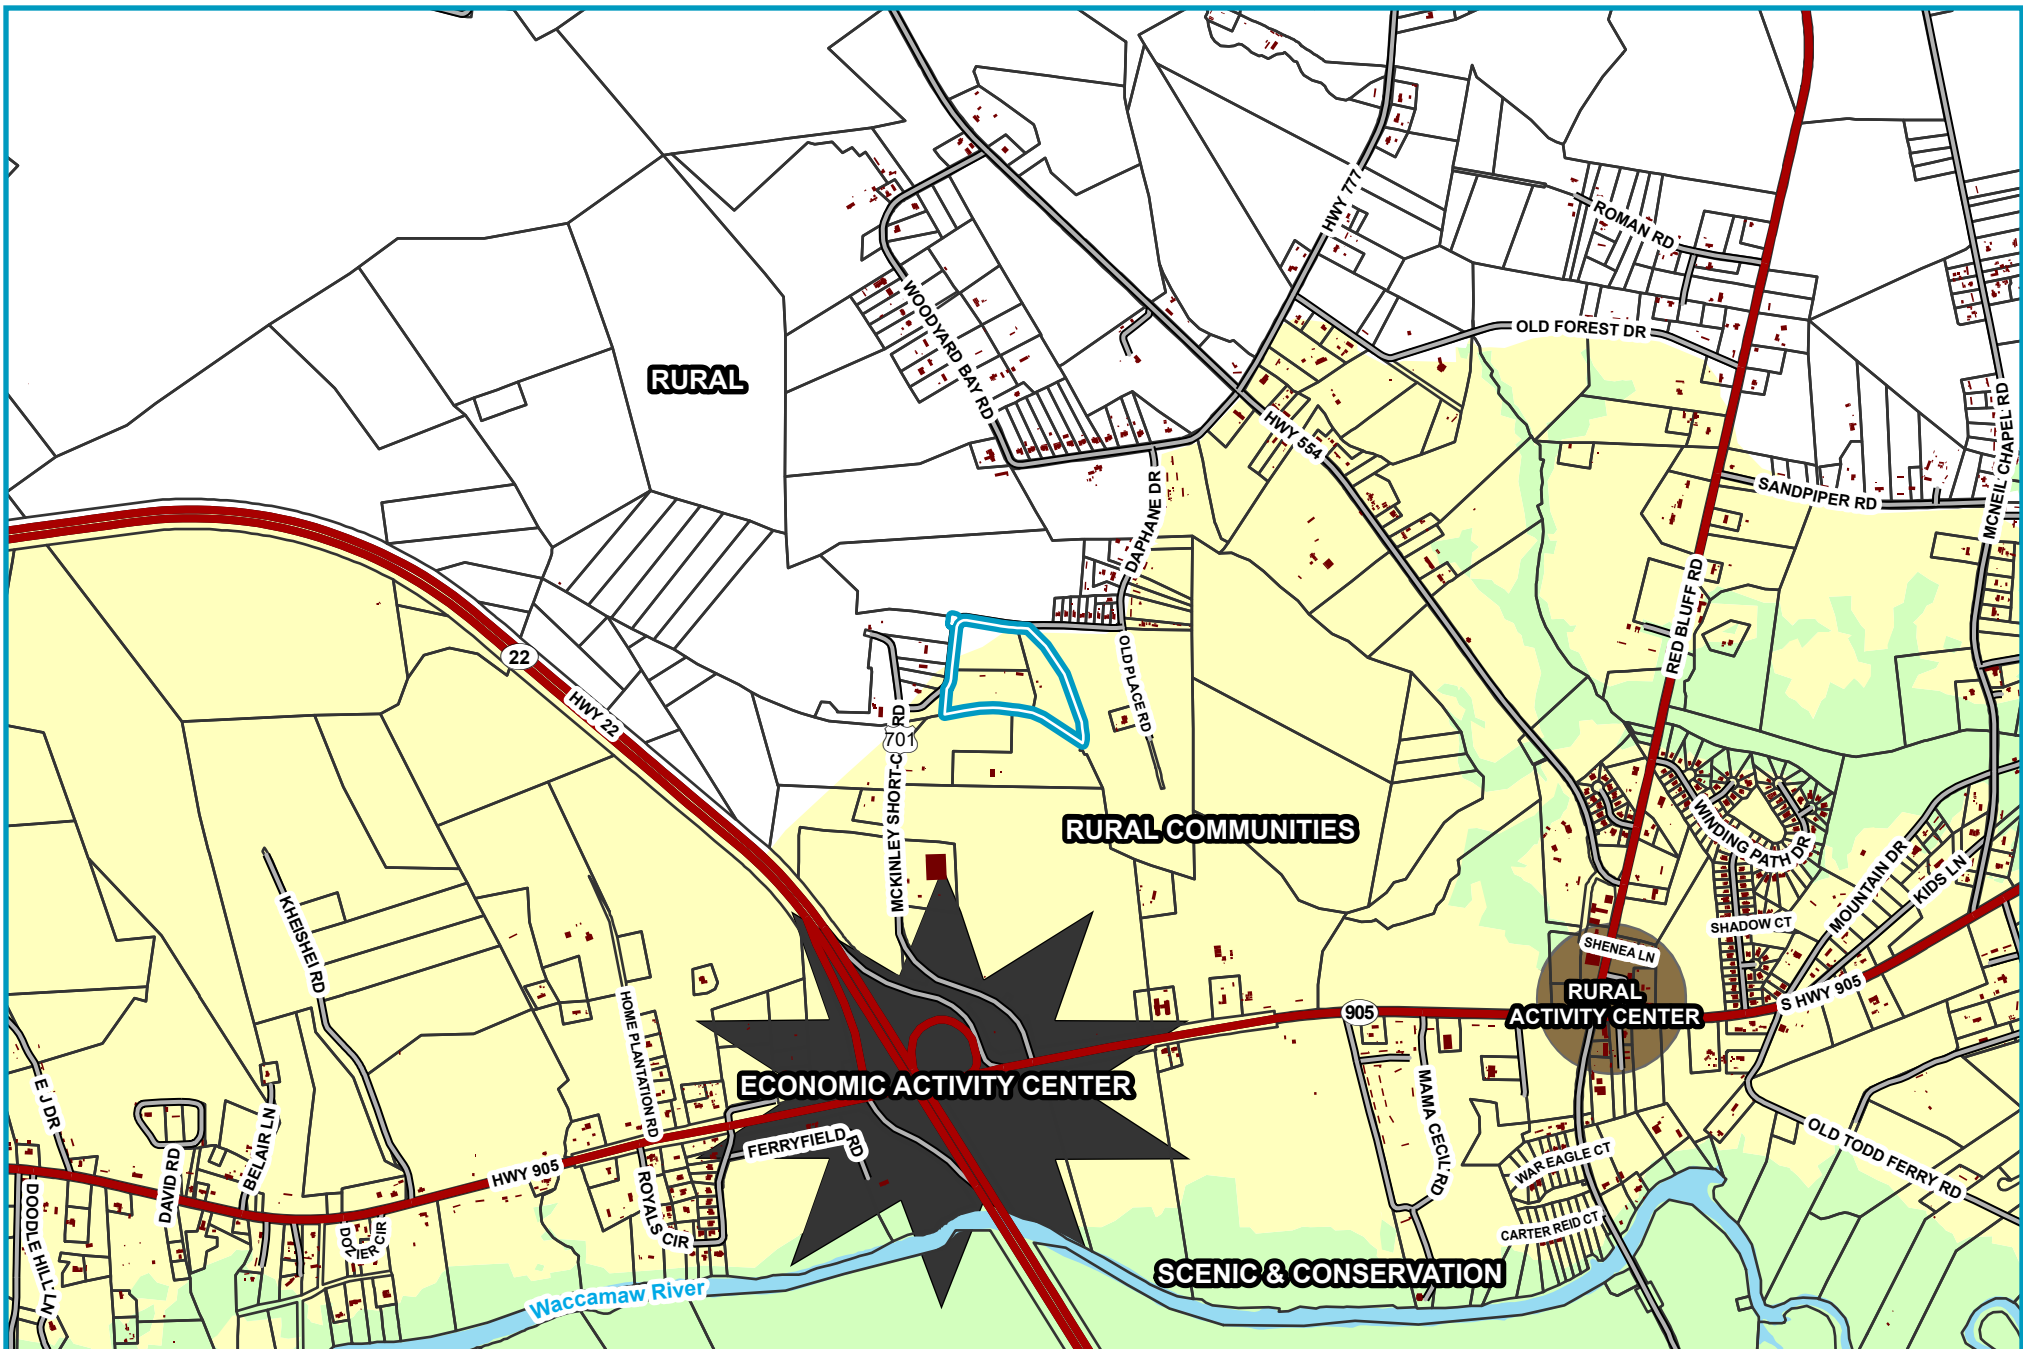 HWY 777
ROMAN RD
WOODYARD BAY RD
OLD FOREST DR
RURAL
MCNEIL CHAPEL RD
HWY 554
DAPHANE DR
SANDPIPER RD
RED BLUFF RD
22
HWY 22
OLD PLACE RD
701
MCKINLEY SHORT-C RD
RURAL COMMUNITIES
WINDING PATH DR
MOUNTAIN DR
KIDS LN
KHEISHEI RD
SHADOW CT
SHENEA LN
HOME PLANTATION RD
RURAL
ACTIVITY CENTER
S HWY 905
905
E J DR
ECONOMIC ACTIVITY CENTER
MAMA CECIL RD
BELAIR LN
FERRYFIELD RD
OLD TODD FERRY RD
WAR EAGLE CT
DAVID RD
HWY 905
DOODLE HILL LN
ROYALS CIR
DOZIER CIR
CARTER REID CT
SCENIC & CONSERVATION
Waccamaw River